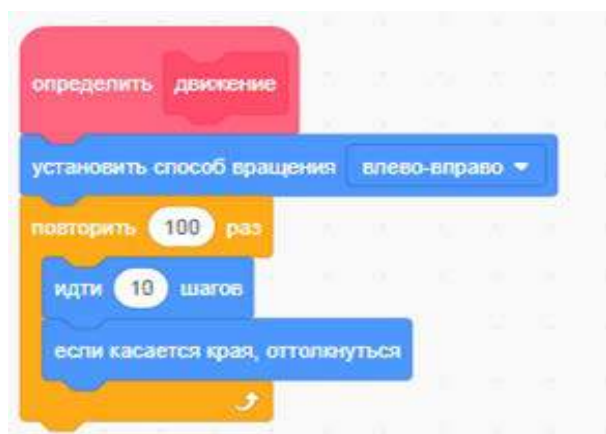 определить движение
установить способ вращения влево-вправо
повторить 100 раз
идти 10 шагов
если касается края, оттолкнуться